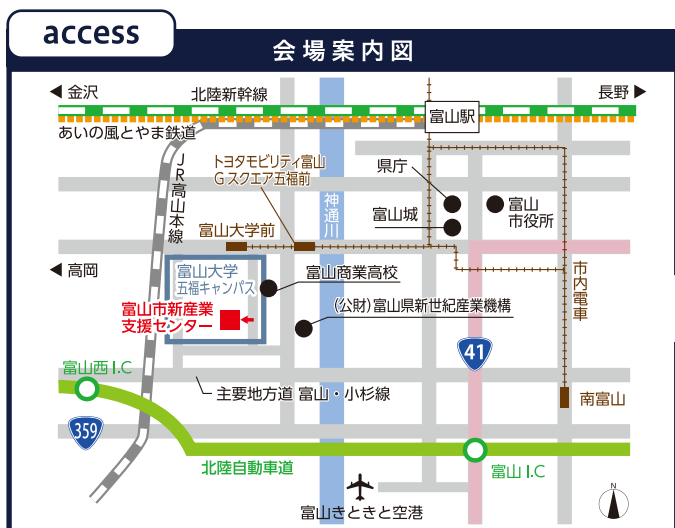 access
会場案内図
金沢
北陸新幹線
長野
富山駅
あいの風とやま鉄道
JR高山本線
トヨタモビリティ富山
Gスクエア五福前
県庁
神通川
富山城
富山
市役所
富山大学前
高岡
富山大学
五福キャンパス
富山商業高校
市内電車
富山市新産業
支援センター
(公財)富山県新世紀産業機構
41
富山西I.C
主要地方道 富山・小杉線
南富山
359
北陸自動車道
富山I.C
富山きときと空港
N